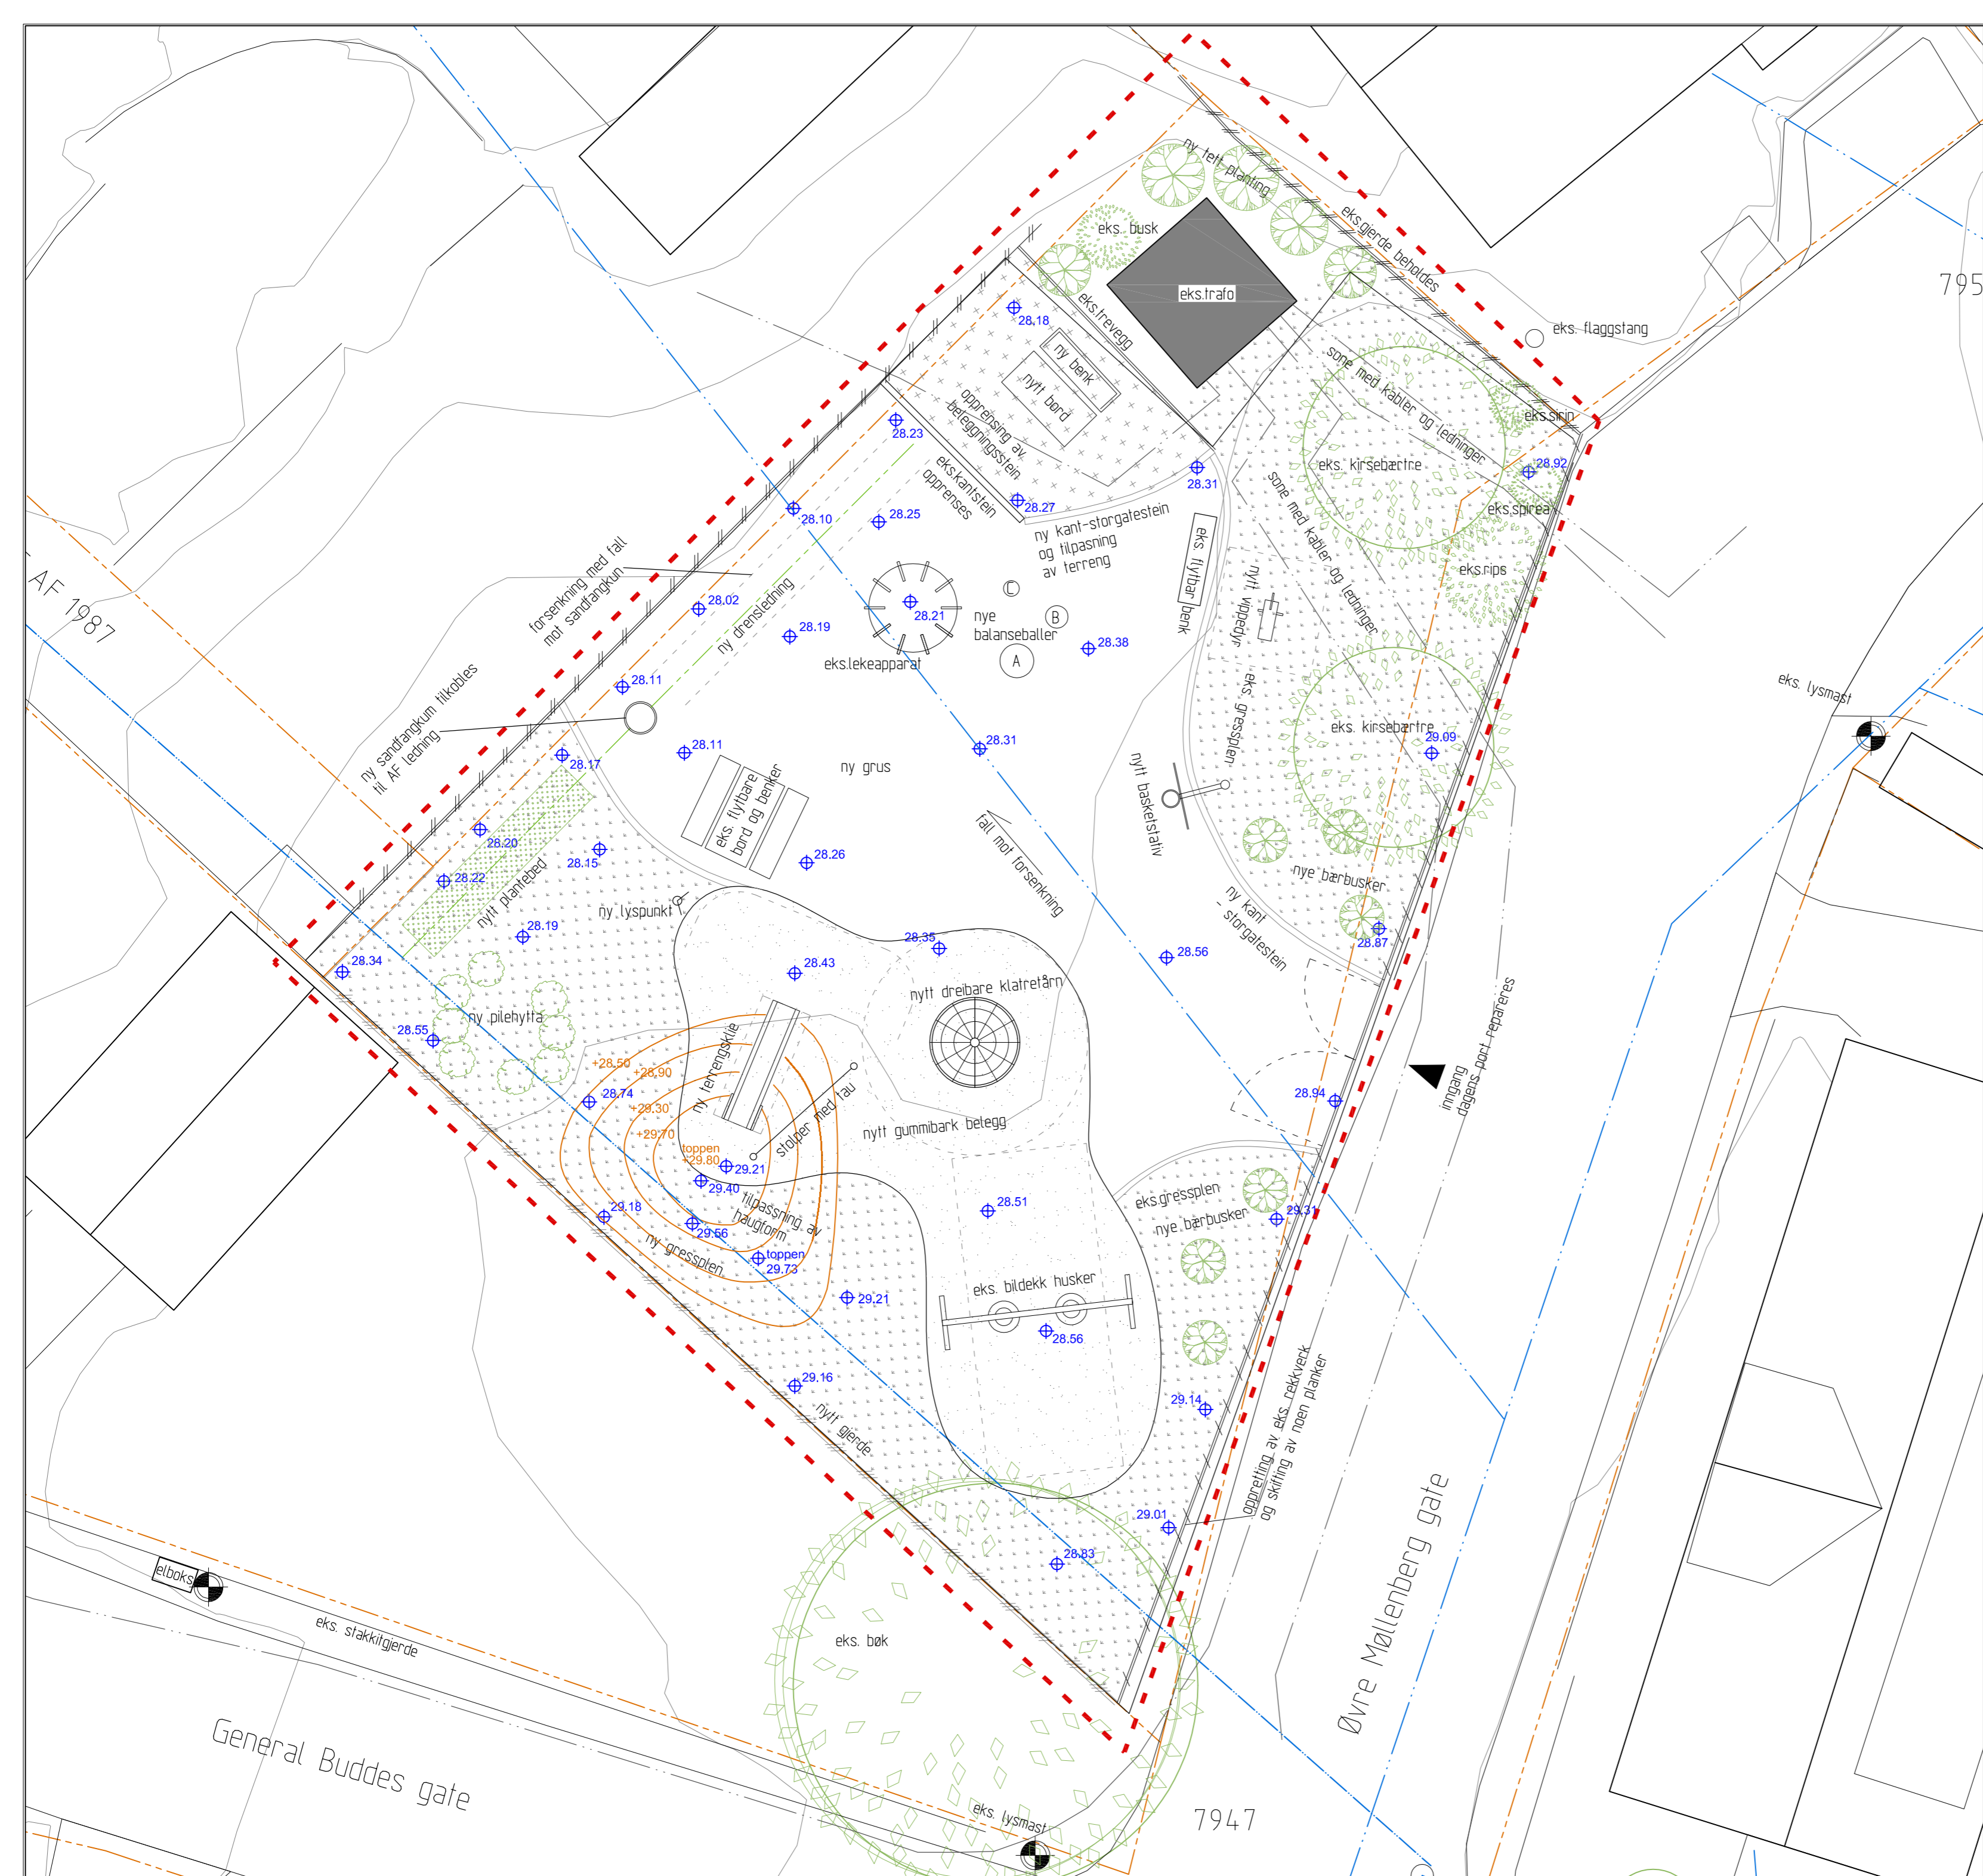 ny tett planting
eks. busk
eks.gjerde beholdes
eks.trafo
795
eks. flaggstang
28.18
eks.trevegg
ny benk
nytt bord
sone med kabler og ledninger
opprensing av
beleggningsstein
28.23
eks.sirin
eks. kirsebærtre
28.92
28.31
eks.kantstein
opprenses
28.27
28.10
28.25
ny kant-storgatestein
og tilpasning
av terreng
eks.spirea
sone med kabler og ledninger
eks. flytbar benk
AF 1987
forsenkning med fall
mot sandfangkun
eks.rips
nytt vippedyr
28.02
ny drensledning
28.21
C
nye
balanseballer
B
A
28.19
28.38
eks.lekeapparat
28.11
eks. gressplen
ny sandfangkum tilkobles
til AF ledning
eks. lysmast
eks. kirsebærtre
29.09
28.17
28.11
28.31
ny grus
eks. flytbare
bord og benker
nytt basketstativ
28.20
28.15
28.26
fall mot forsenkning
28.22
nytt plantebed
nye bærbusker
ny lyspunkt
ny kant
- storgatestein
28.87
28.19
28.35
28.56
28.34
28.43
nytt dreibare klatretårn
ny pilehytta
28.55
ny terrengsklie
inngang
dagens port repareres
+28.50
+28.90
28.74
28.94
+29.30
stolper med tau
nytt gummibark belegg
+29.70
toppen
+29.80
29.21
29.40
eks.gressplen
nye bærbusker
29.18
tilpassning av
haugform
28.51
29.31
29.56
ny gressplen
toppen
29.73
29.21
eks. bildekk husker
28.56
29.16
29.14
nytt gjerde
oppretting av eks. rekkverk
og skifting av noen planker
29.01
28.83
elboks
eks. stakkitgjerde
eks. bøk
Øvre Møllenberg gate
General Buddes gate
eks. lysmast
7947